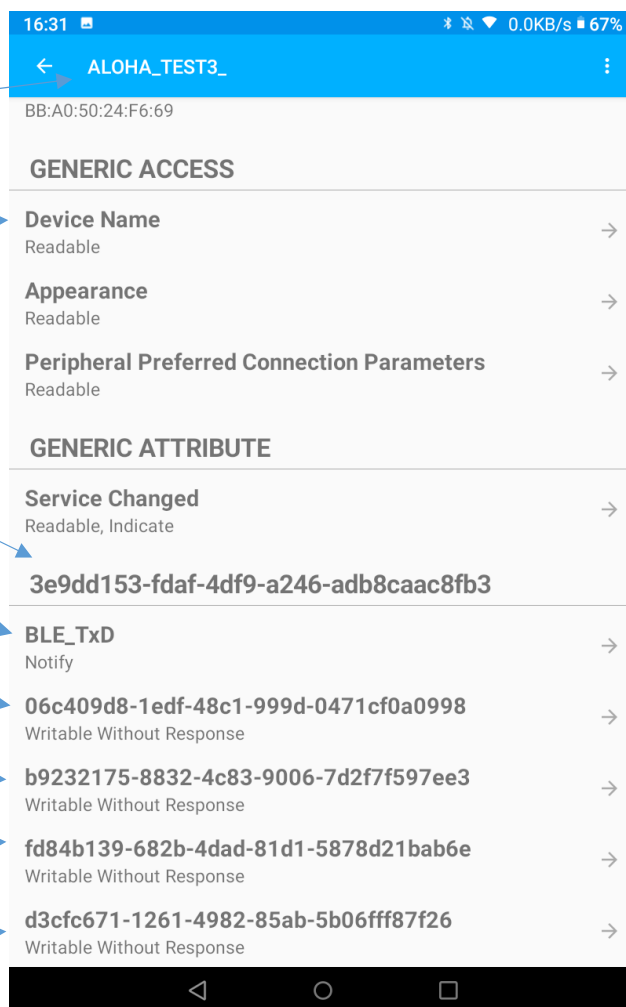 16:31 0.0KB/s 67%
ALOHA_TEST3_
BB:A0:50:24:F6:69
GENERIC ACCESS
Device Name
Readable
Appearance
Readable
Peripheral Preferred Connection Parameters
Readable
GENERIC ATTRIBUTE
Service Changed
Readable, Indicate
3e9dd153-fdaf-4df9-a246-adb8caac8fb3
BLE_TxD
Notify
06c409d8-1edf-48c1-999d-0471cf0a0998
Writable Without Response
b9232175-8832-4c83-9006-7d2f7f597ee3
Writable Without Response
fd84b139-682b-4dad-81d1-5878d21bab6e
Writable Without Response
d3cfc671-1261-4982-85ab-5b06fff87f26
Writable Without Response